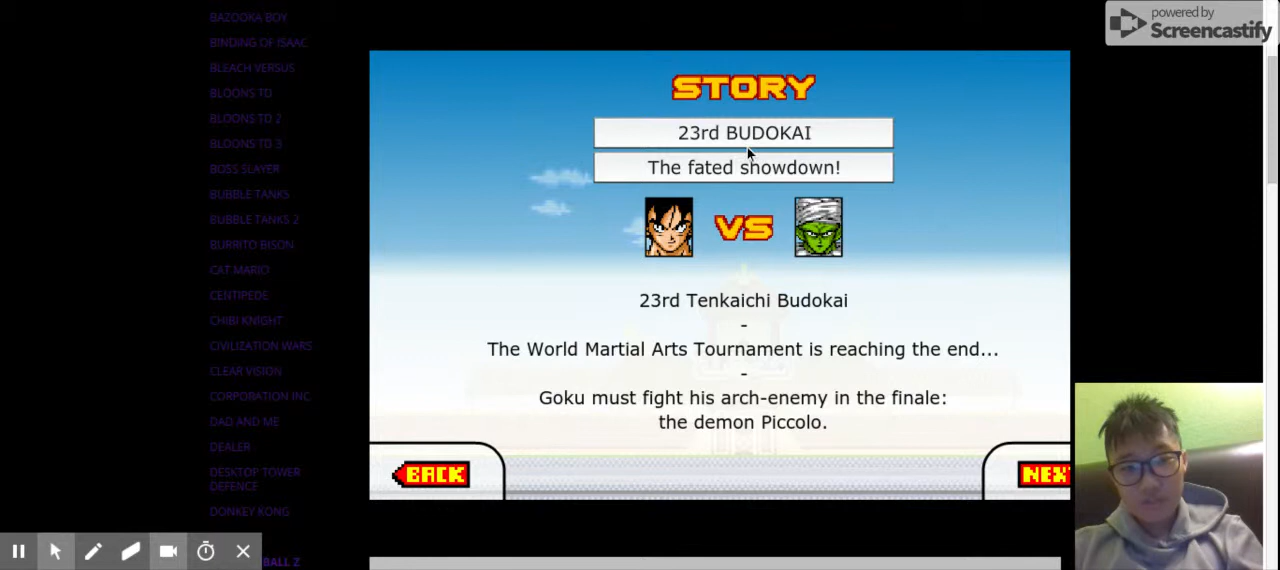 BAZOOKA BOY
BINDING OF ISAAC
BLEACH VERSUS
BLOONS TD
BLOONS TD 2
BLOONS TD 3
BOSS SLAYER
BUBBLE TANKS
BUBBLE TANKS 2
BURRITO BISON
CAT MARIO
CENTIPEDE
CHIBI KNIGHT
CIVILIZATION WARS
CLEAR VISION
CORPORATION INC.
DAD AND ME
DEALER
DESKTOP TOWER
DEFENCE
DONKEY KONG
BALL Z
STORY
23rd BUDOKAI
The fated showdown!
VS
23rd Tenkaichi Budokai
-
The World Martial Arts Tournament is reaching the end...
-
Goku must fight his arch-enemy in the finale:
the demon Piccolo.
BACK
NEX
powered by
Screencastify